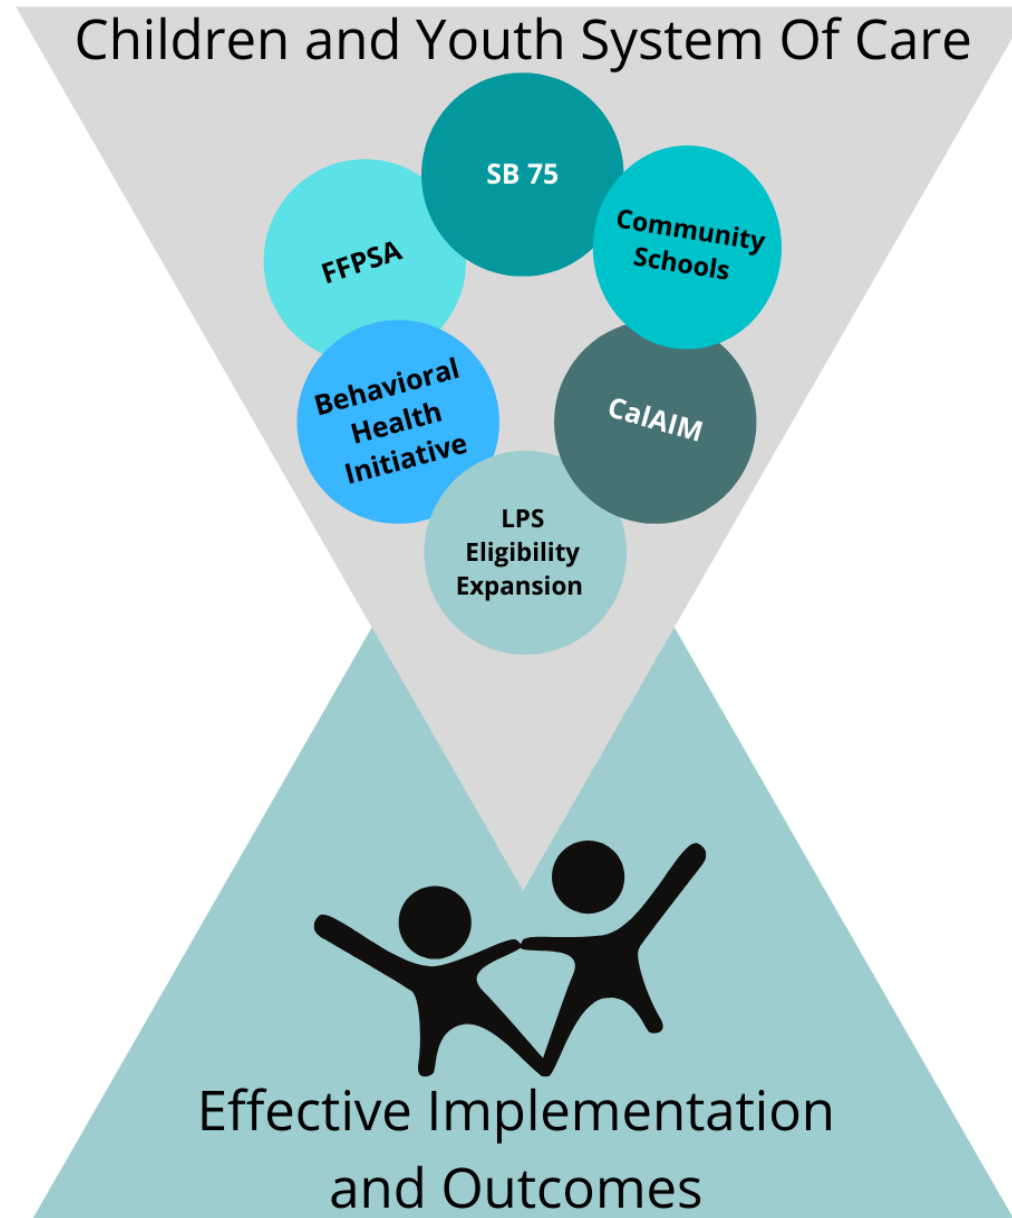 Children and Youth System Of Care
SB 75
FFPSA
Community
Schools
Behavioral
Health
Initiative
CalAIM
LPS
Eligibility
Expansion
Effective Implementation
and Outcomes